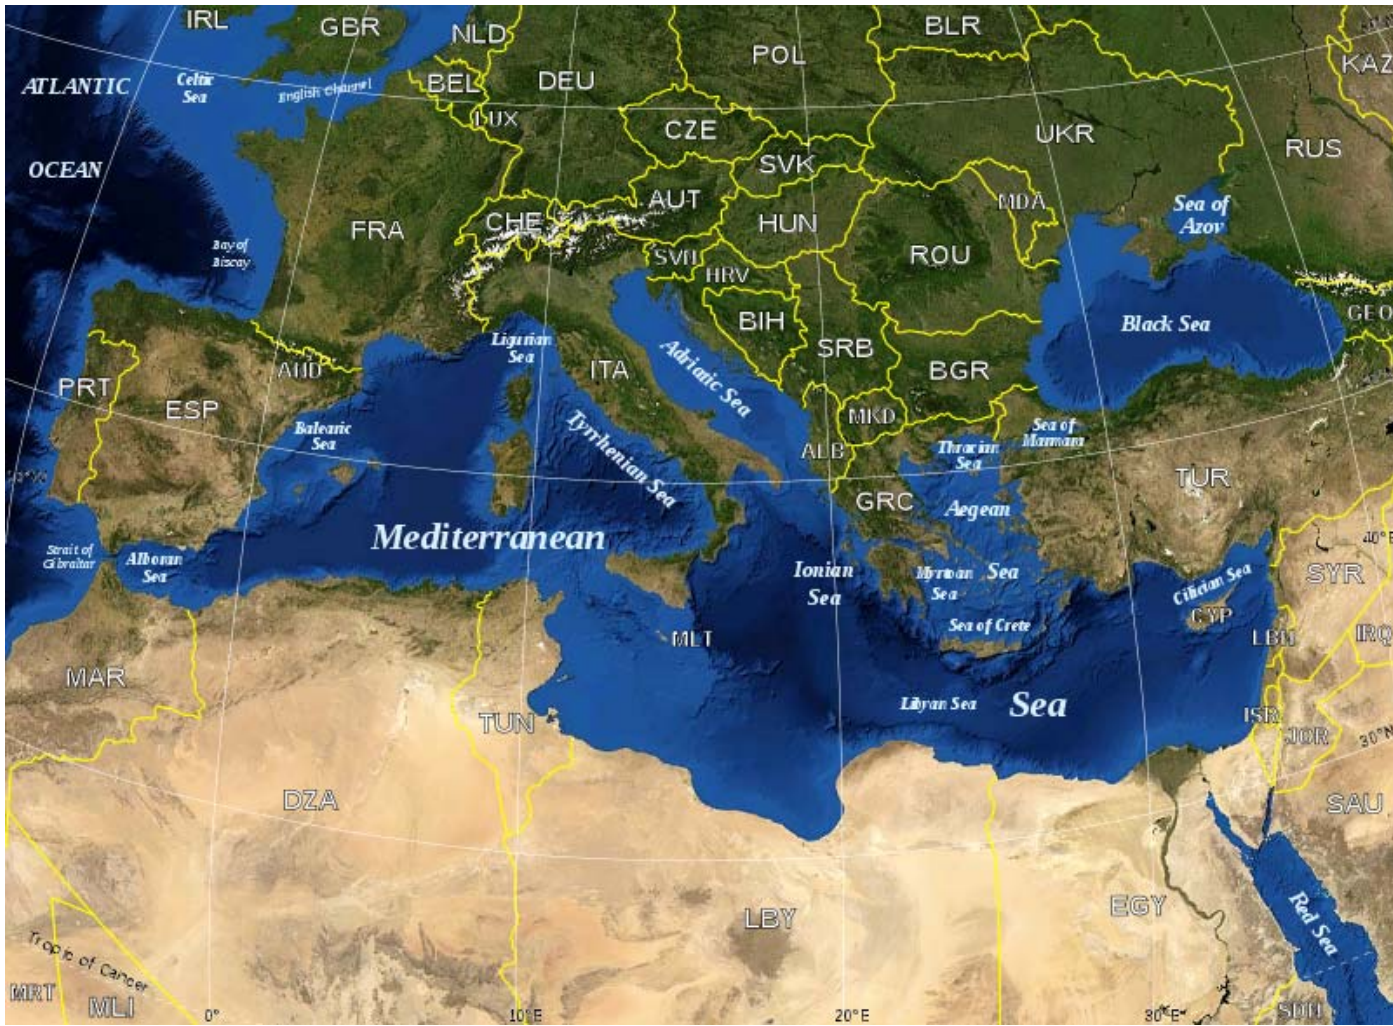 IRL
GBR
NLD
BLR
POL
KAZ
ATLANTIC
Celtic
Sea
English Channel
BEL
DEU
LUX
CZE
UKR
RUS
OCEAN
SVK
AUT
MDA
Sea of
Azov
FRA
CHE
HUN
Bay of
Biscay
SVN
HRV
ROU
BIH
Black Sea
GEO
Ligurian
Sea
SRB
Adriatic Sea
ITA
BGR
AND
PRT
ESP
MKD
Balearic
Sea
Tyrrhenian Sea
ALB
Thracian
Sea
Sea of
Marmara
TUR
GRC
Aegean
Sea
Mediterranean
Strait of
Gibraltar
Alboran
Sea
Ionian
Sea
Myrtoan
Sea
Cilician Sea
40°E
SYR
CYP
Sea of Crete
LBN
IRQ
MLT
MAR
Libyan Sea
Sea
TUN
ISR
JOR
30°N
DZA
SAU
LBY
EGY
Red Sea
Tropic of Cancer
MRT
MLI
0°
10°E
20°E
30°E
SDN